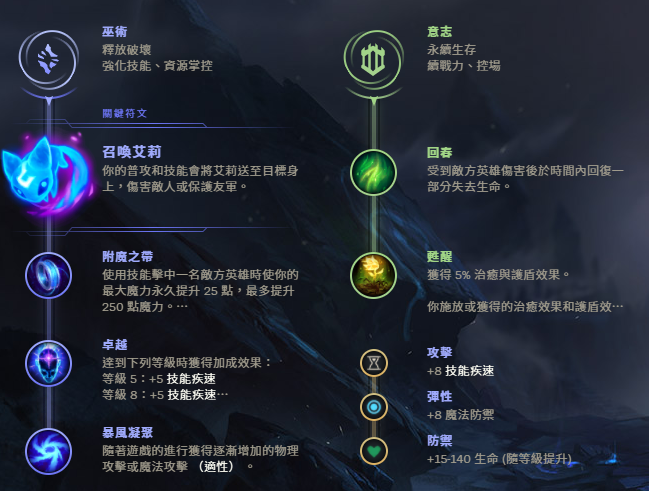 巫術
釋放破壞
強化技能、資源掌控
關鍵符文
召喚艾莉
你的普攻和技能會將艾莉送至目標身
上，傷害敵人或保護友軍。
附魔之帶
使用技能擊中一名敵方英雄時使你的
最大魔力永久提升 25 點，最多提升
250 點魔力。…
卓越
達到下列等級時獲得加成效果：
等級 5：+5 技能疾速
等級 8：+5 技能疾速…
暴風凝聚
隨著遊戲的進行獲得逐漸增加的物理
攻擊或魔法攻擊 （適性） 。
意志
永續生存
續戰力、控場
回春
受到敵方英雄傷害後於時間內回復一
部分失去生命。
甦醒
獲得 5% 治癒與護盾效果。
你施放或獲得的治癒效果和護盾效…
攻擊
+8 技能疾速
彈性
+8 魔法防禦
防禦
+15-140 生命 (隨等級提升)